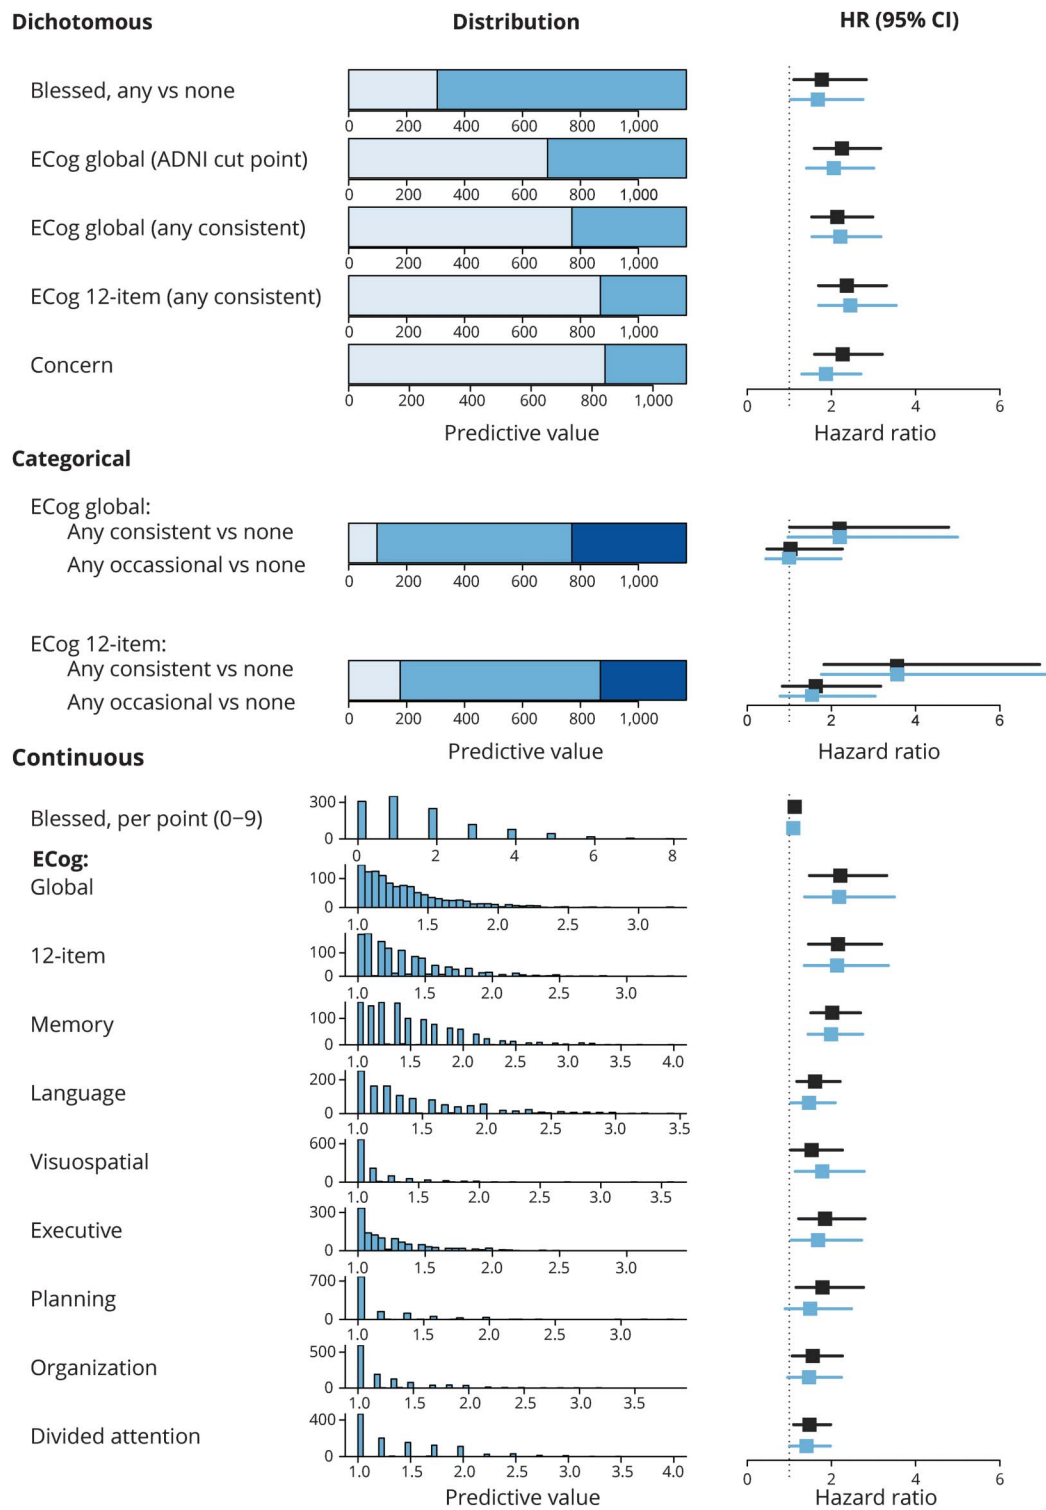 Dichotomous Distribution HR (95% CI)
Blessed, any vs none
0 200 400 600 800 1,000
ECog global (ADNI cut point)
0 200 400 600 800 1,000
ECog global (any consistent)
0 200 400 600 800 1,000
ECog 12-item (any consistent)
0 200 400 600 800 1,000
Concern
0 200 400 600 800 1,000
0 2 4 6
Predictive value Hazard ratio
Categorical
ECog global:
Any consistent vs none
Any occassional vs none
0 200 400 600 800 1,000
ECog 12-item:
Any consistent vs none
Any occasional vs none
0 200 400 600 800 1,000
0 2 4 6
Predictive value Hazard ratio
Continuous
Blessed, per point (0–9)
300
0
0 2 4 6 8
ECog:
Global
100
0
1.0 1.5 2.0 2.5 3.0
12-item
100
0
1.0 1.5 2.0 2.5 3.0
Memory
100
0
1.0 1.5 2.0 2.5 3.0 3.5 4.0
Language
200
0
1.0 1.5 2.0 2.5 3.0 3.5
Visuospatial
600
0
1.0 1.5 2.0 2.5 3.0 3.5
Executive
300
0
1.0 1.5 2.0 2.5 3.0
Planning
700
0
1.0 1.5 2.0 2.5 3.0
Organization
500
0
1.0 1.5 2.0 2.5 3.0 3.5
Divided attention
400
0
1.0 1.5 2.0 2.5 3.0 3.5 4.0
0 2 4 6
Predictive value Hazard ratio